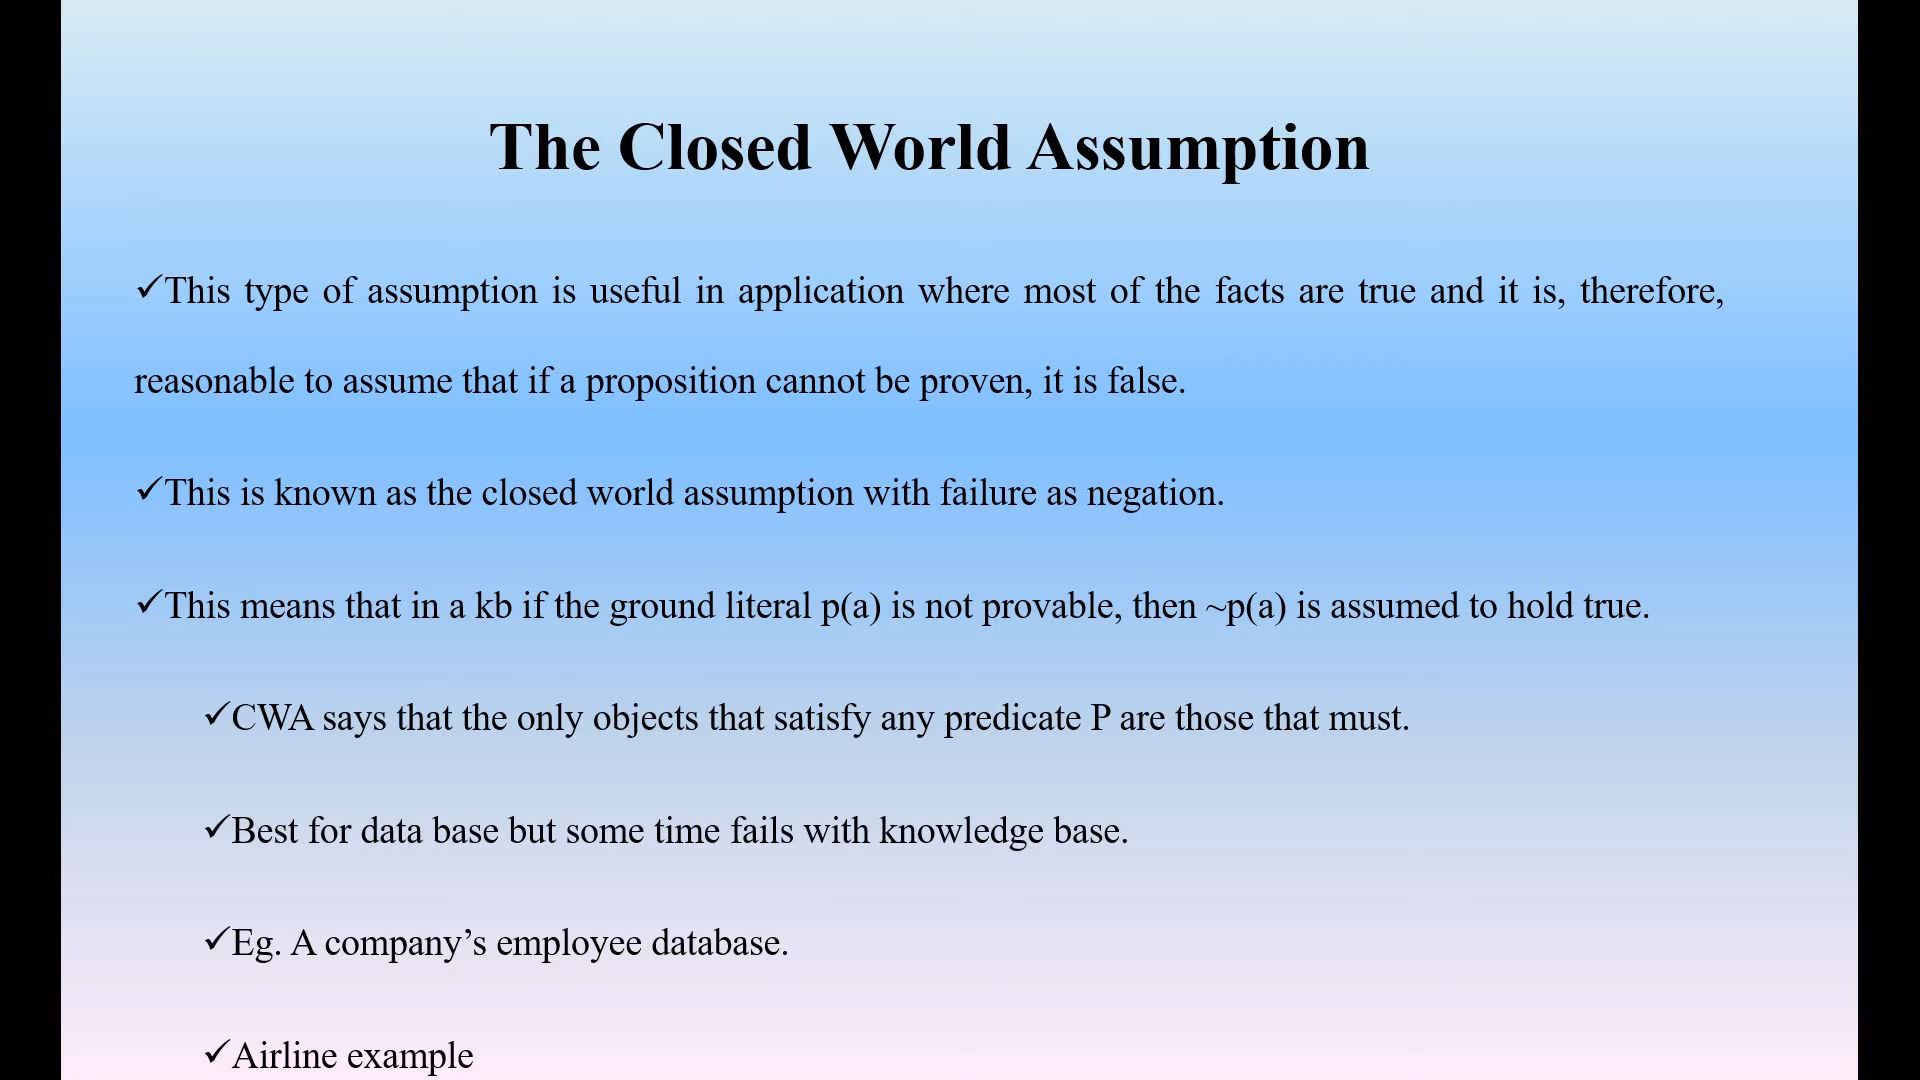 The Closed World Assumption
✓This type of assumption is useful in application where most of the facts are true and it is, therefore,
reasonable to assume that if a proposition cannot be proven, it is false.
✓This is known as the closed world assumption with failure as negation.
✓This means that in a kb if the ground literal p(a) is not provable, then ~p(a) is assumed to hold true.
✓CWA says that the only objects that satisfy any predicate P are those that must.
✓Best for data base but some time fails with knowledge base.
✓Eg. A company’s employee database.
✓Airline example